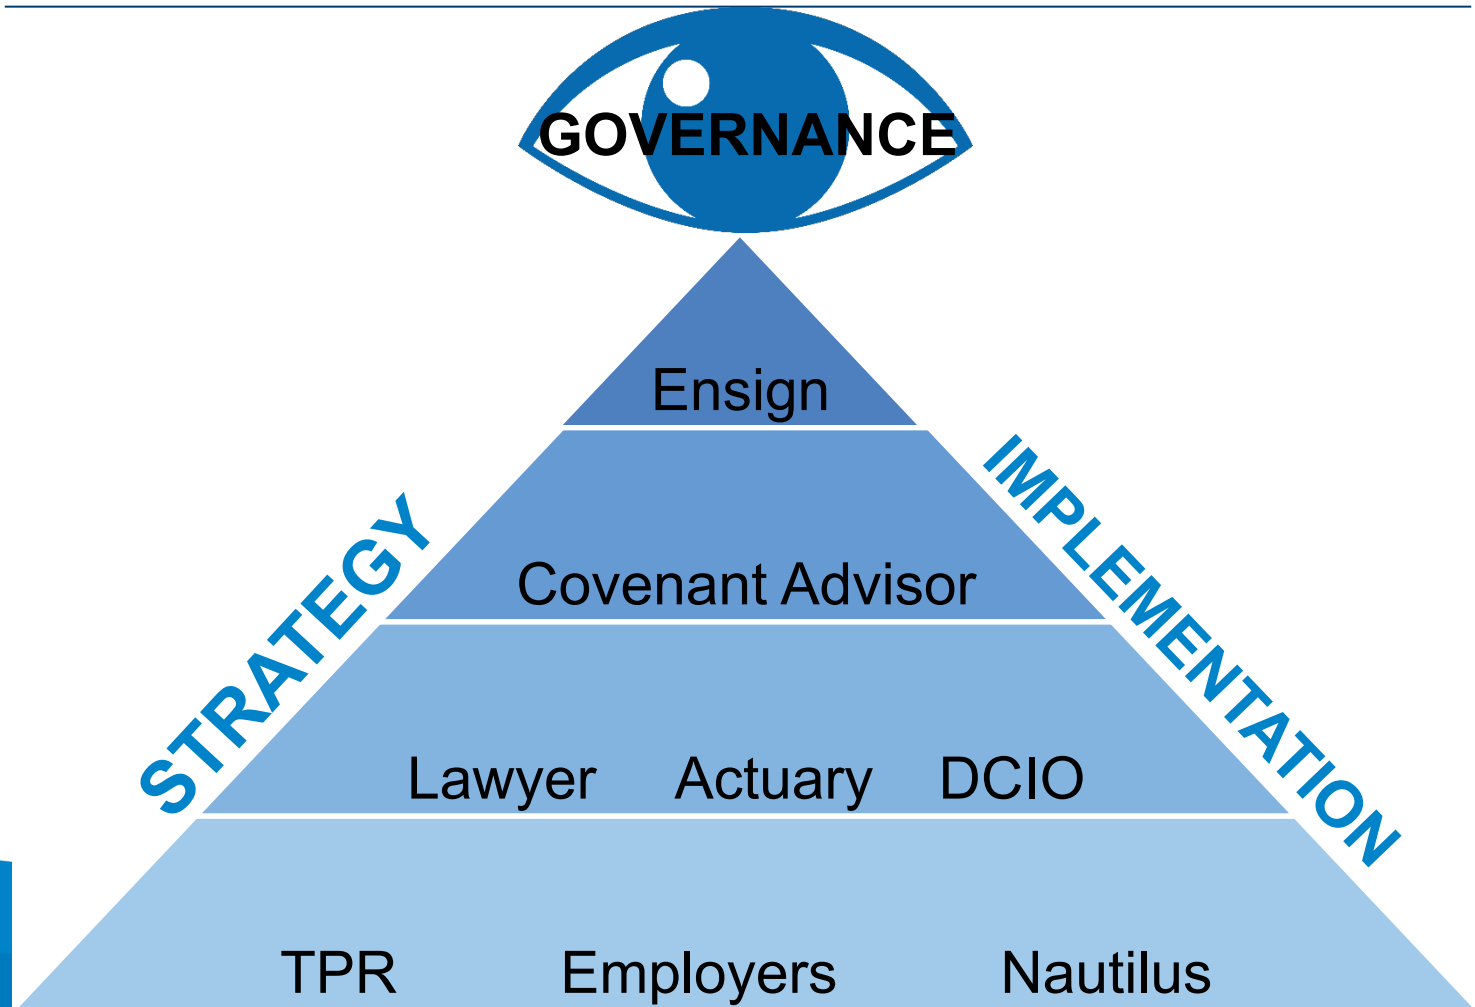 GOVERNANCE
Ensign
STRATEGY
IMPLEMENTATION
Covenant Advisor
Lawyer Actuary DCIO
TPR Employers Nautilus